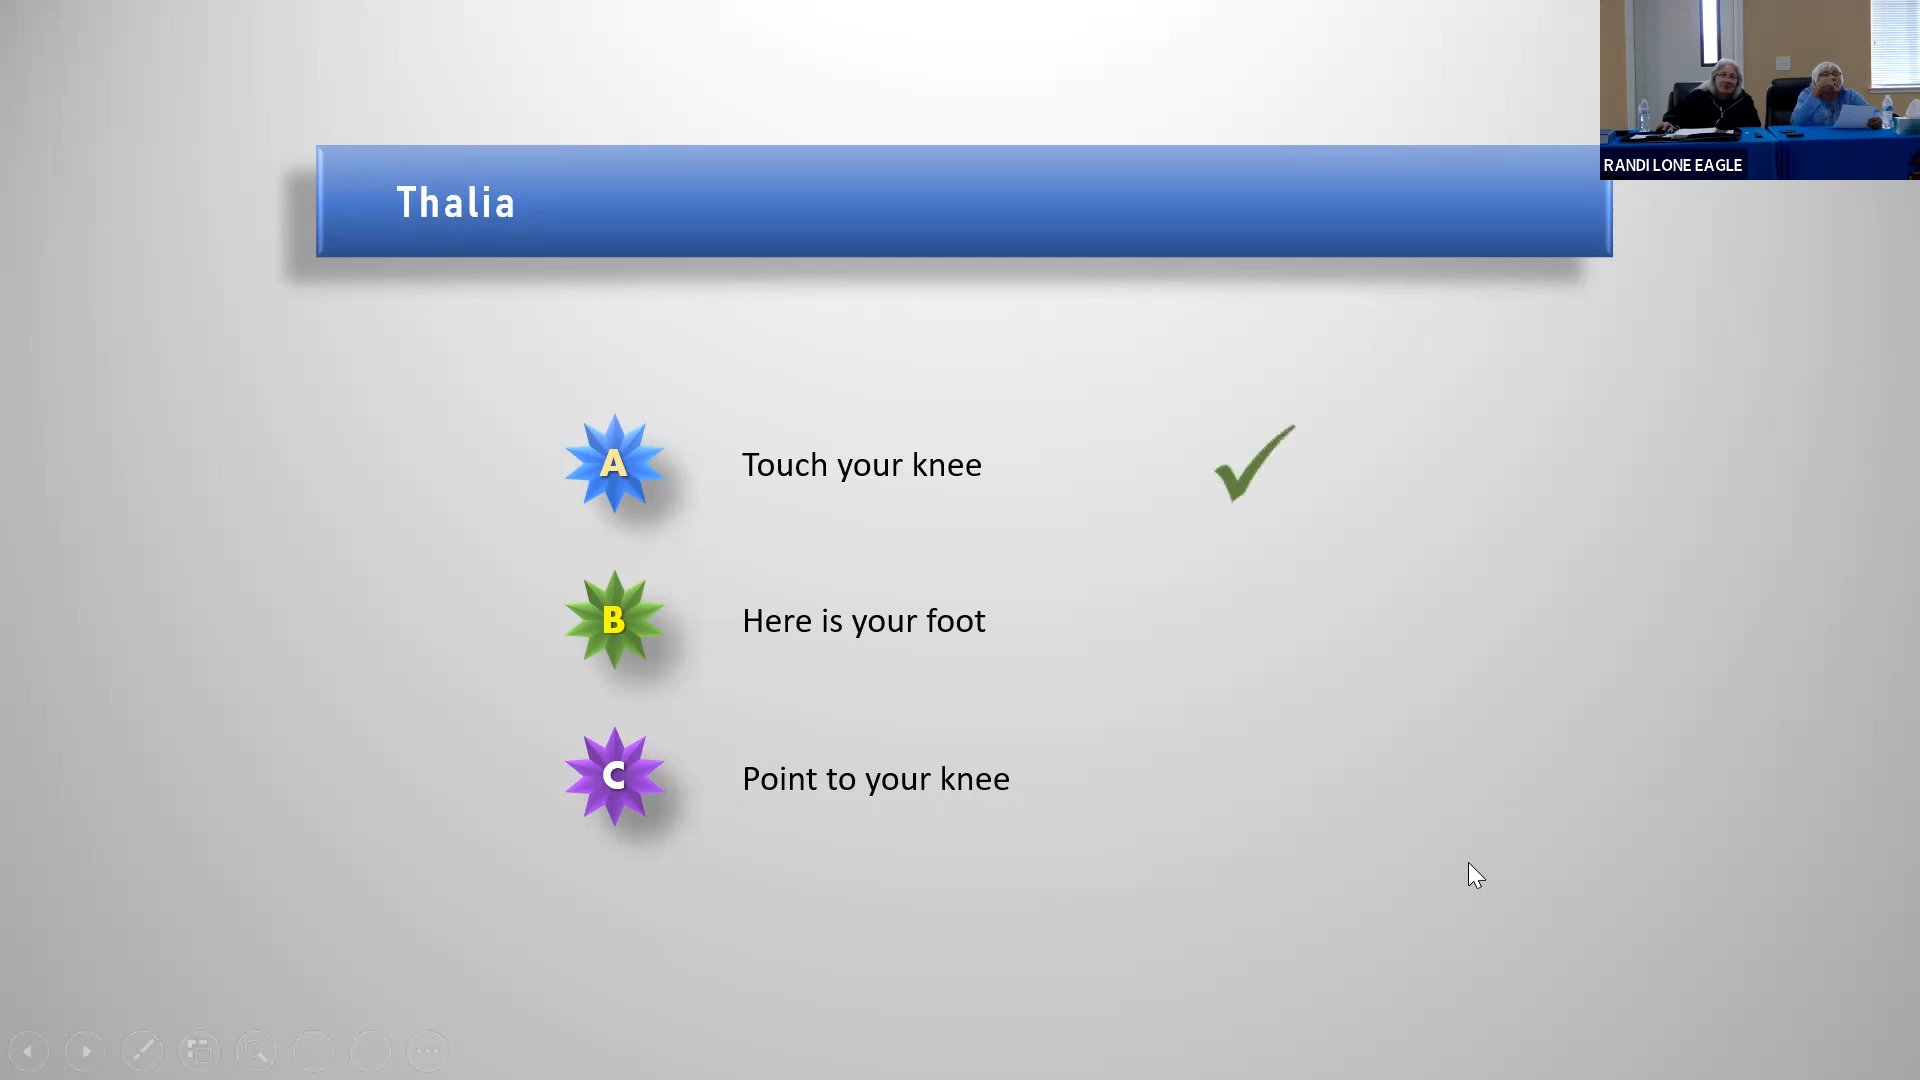 Thalia
A Touch your knee
B Here is your foot
C Point to your knee
RANDI LONE EAGLE